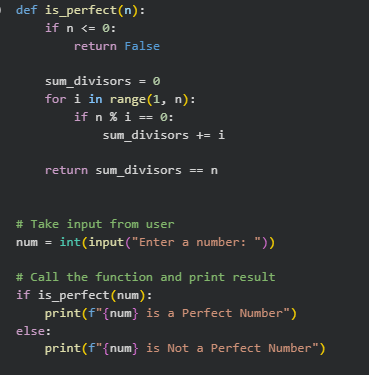 def is_perfect(n):
    if n <= 0:
        return False

    sum_divisors = 0
    for i in range(1, n):
        if n % i == 0:
            sum_divisors += i

    return sum_divisors == n


# Take input from user
num = int(input("Enter a number: "))

# Call the function and print result
if is_perfect(num):
    print(f"{num} is a Perfect Number")
else:
    print(f"{num} is Not a Perfect Number")